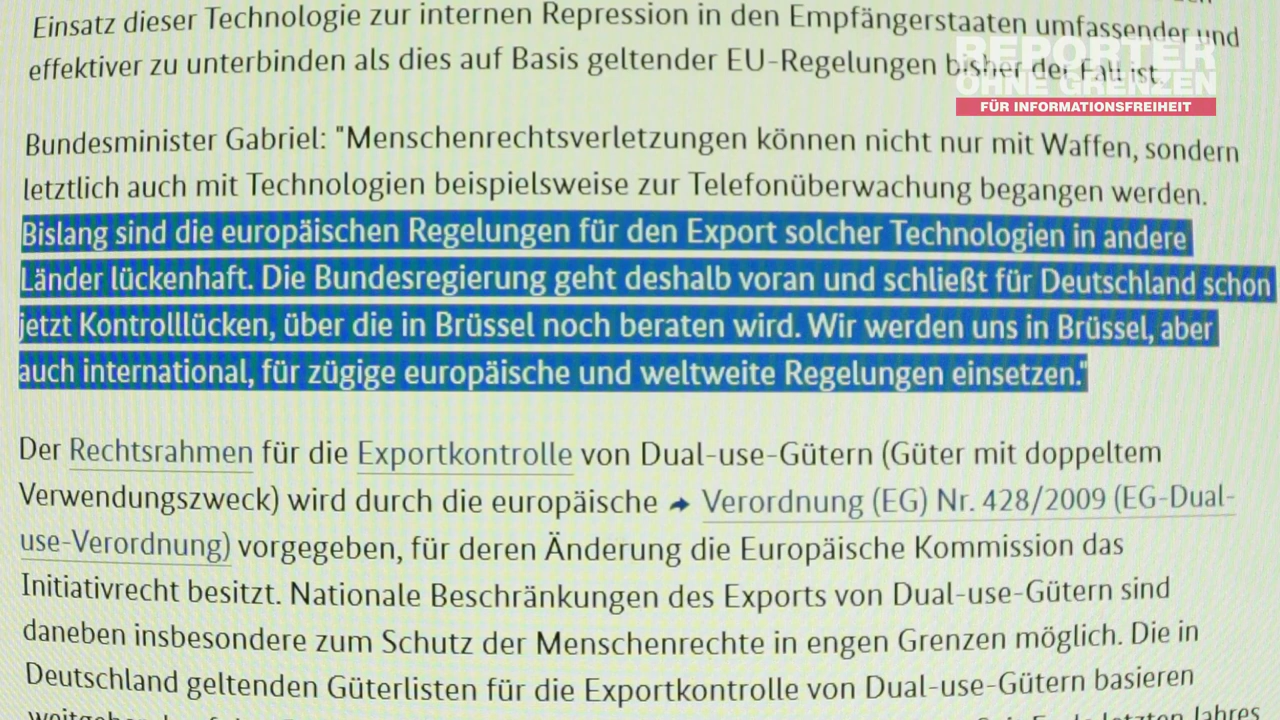 Einsatz dieser Technologie zur internen Repression in den Empfängerstaaten umfassender und
effektiver zu unterbinden als dies auf Basis geltender EU-Regelungen bisher der Fall ist.
REPORTER
OHNE GRENZEN
FÜR INFORMATIONSFREIHEIT
Bundesminister Gabriel: "Menschenrechtsverletzungen können nicht nur mit Waffen, sondern
letztlich auch mit Technologien beispielsweise zur Telefonüberwachung begangen werden.
Bislang sind die europäischen Regelungen für den Export solcher Technologien in andere
Länder lückenhaft. Die Bundesregierung geht deshalb voran und schließt für Deutschland schon
jetzt Kontrolllücken, über die in Brüssel noch beraten wird. Wir werden uns in Brüssel, aber
auch international, für zügige europäische und weltweite Regelungen einsetzen."
Der Rechtsrahmen für die Exportkontrolle von Dual-use-Gütern (Güter mit doppeltem
Verwendungszweck) wird durch die europäische Verordnung (EG) Nr. 428/2009 (EG-Dual-
use-Verordnung) vorgegeben, für deren Änderung die Europäische Kommission das
Initiativrecht besitzt. Nationale Beschränkungen des Exports von Dual-use-Gütern sind
daneben insbesondere zum Schutz der Menschenrechte in engen Grenzen möglich. Die in
Deutschland geltenden Güterlisten für die Exportkontrolle von Dual-use-Gütern basieren
letzten Jahres